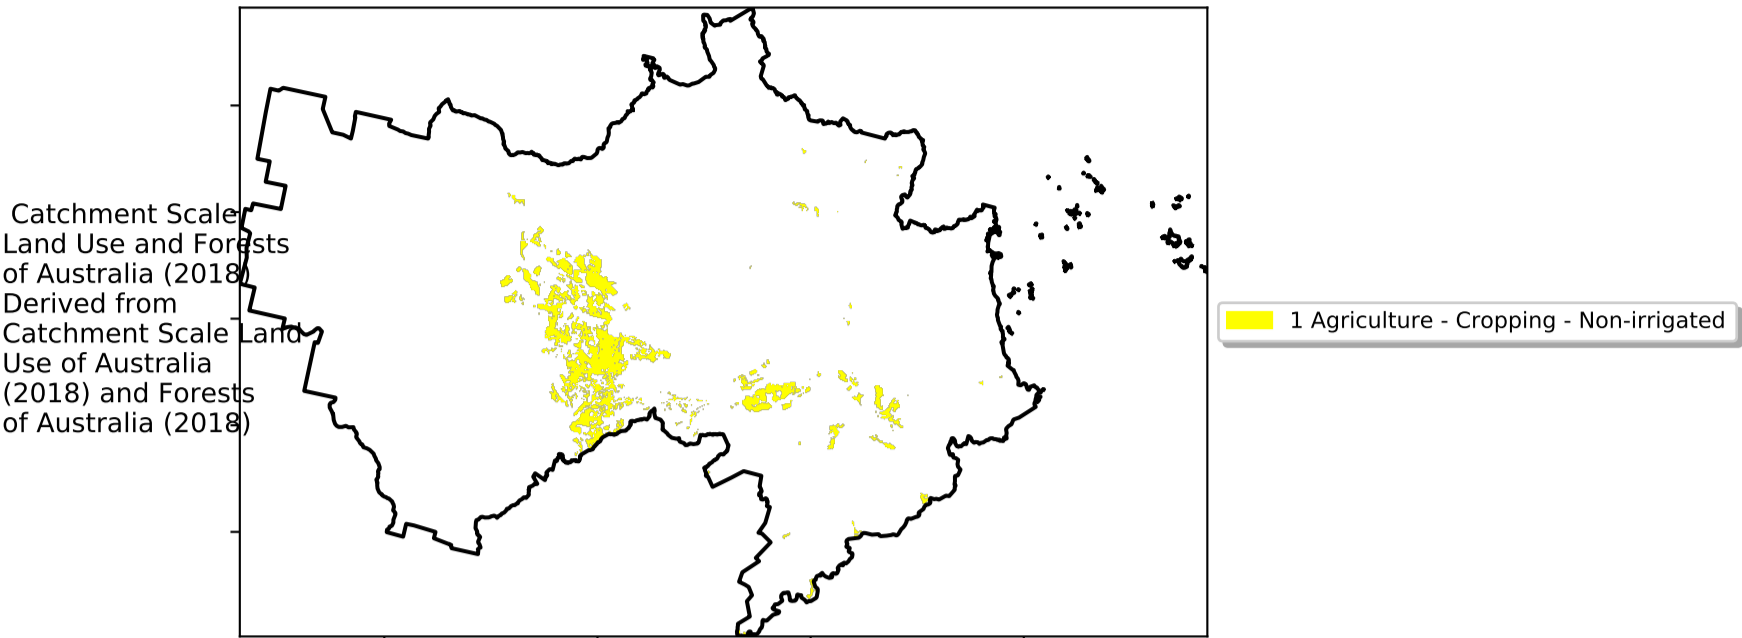 Catchment Scale
Land Use and Forests
of Australia (2018)
Derived from
Catchment Scale Land
Use of Australia
(2018) and Forests
of Australia (2018)
1 Agriculture - Cropping - Non-irrigated